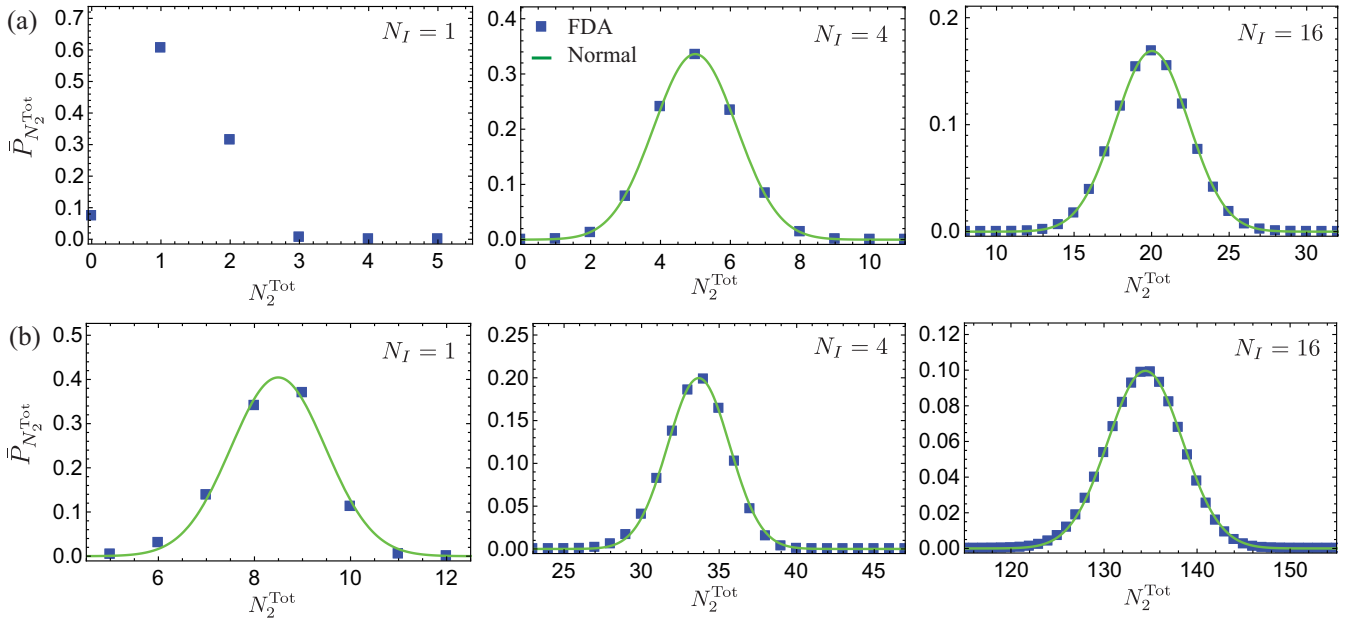 (a)
0.7
0.6
0.5
0.4
0.3
0.2
0.1
0.0
P̄_{N_2^{Tot}}
N_I = 1
0 1 2 3 4 5
N_2^{Tot}
FDA
Normal
N_I = 4
0.4
0.3
0.2
0.1
0.0
0 2 4 6 8 10
N_2^{Tot}
N_I = 16
0.2
0.1
0.0
10 15 20 25 30
N_2^{Tot}
(b)
0.5
0.4
0.3
0.2
0.1
0.0
P̄_{N_2^{Tot}}
N_I = 1
6 8 10 12
N_2^{Tot}
N_I = 4
0.25
0.20
0.15
0.10
0.05
0.00
25 30 35 40 45
N_2^{Tot}
N_I = 16
0.12
0.10
0.08
0.06
0.04
0.02
0.00
120 130 140 150
N_2^{Tot}